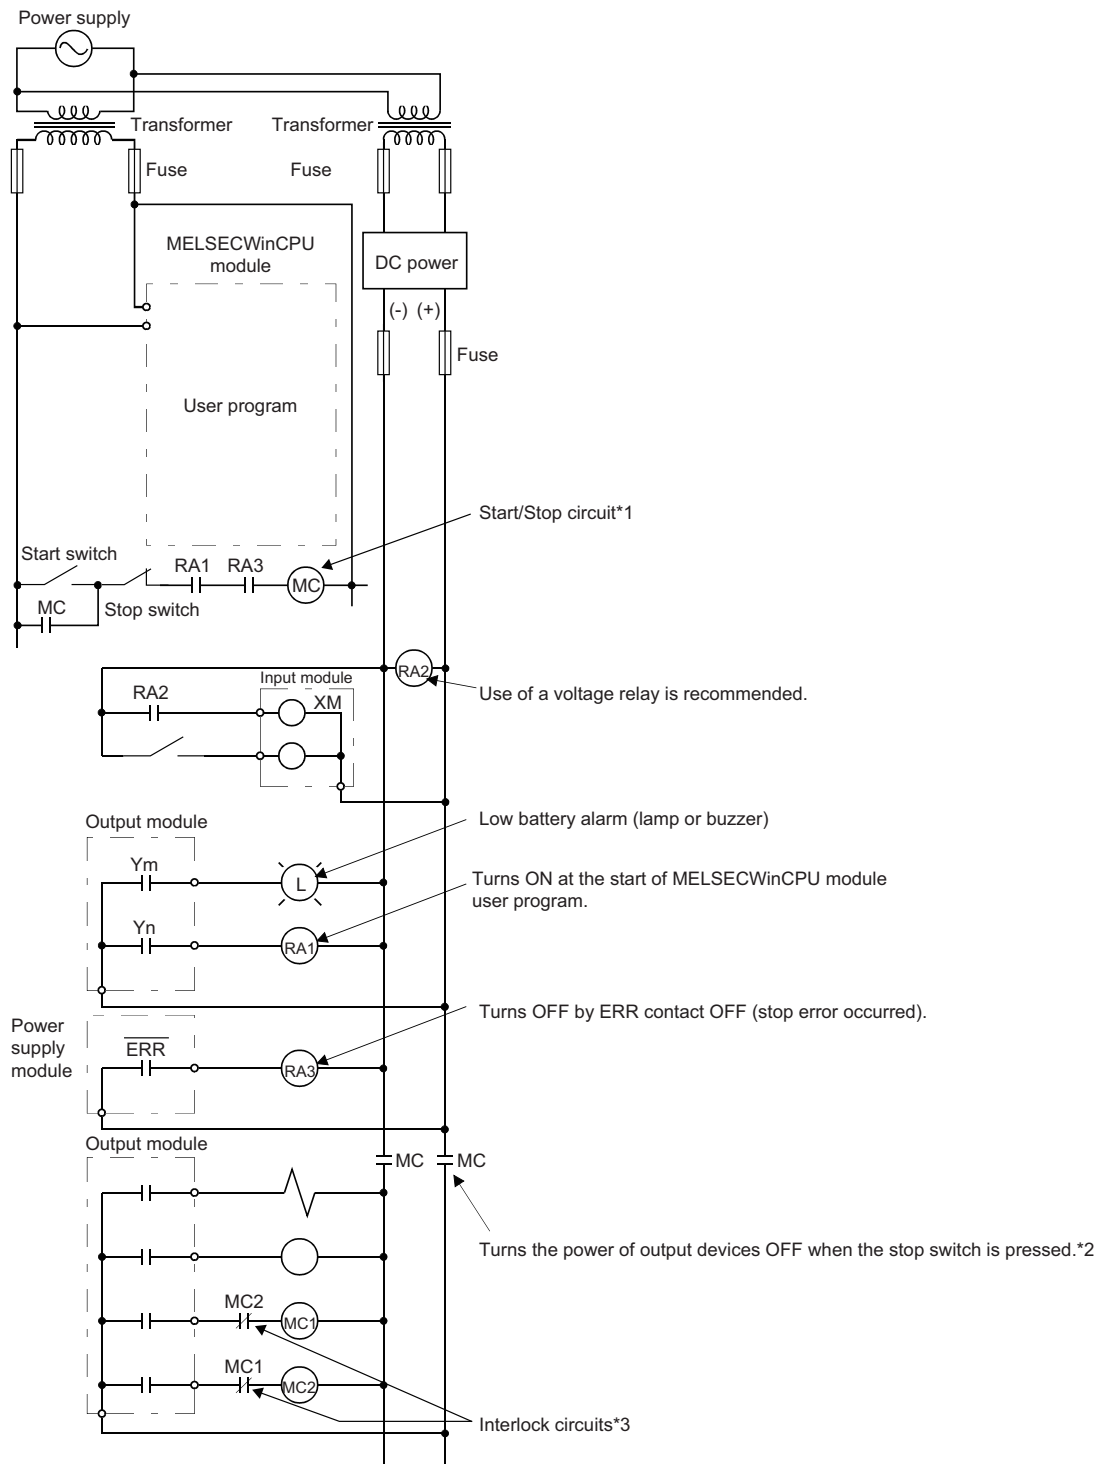 Power supply
Transformer
Transformer
Fuse
Fuse
MELSECWinCPU
module
DC power
(-) (+)
Fuse
User program
Start/Stop circuit*1
Start switch
RA1
RA3
MC
MC
Stop switch
RA2
Input module
Use of a voltage relay is recommended.
RA2
XM
Output module
Low battery alarm (lamp or buzzer)
Ym
L
Turns ON at the start of MELSECWinCPU module
user program.
Yn
RA1
Turns OFF by ERR contact OFF (stop error occurred).
Power
supply
module
ERR
RA3
Output module
MC
MC
Turns the power of output devices OFF when the stop switch is pressed.*2
MC2
MC1
MC1
MC2
Interlock circuits*3